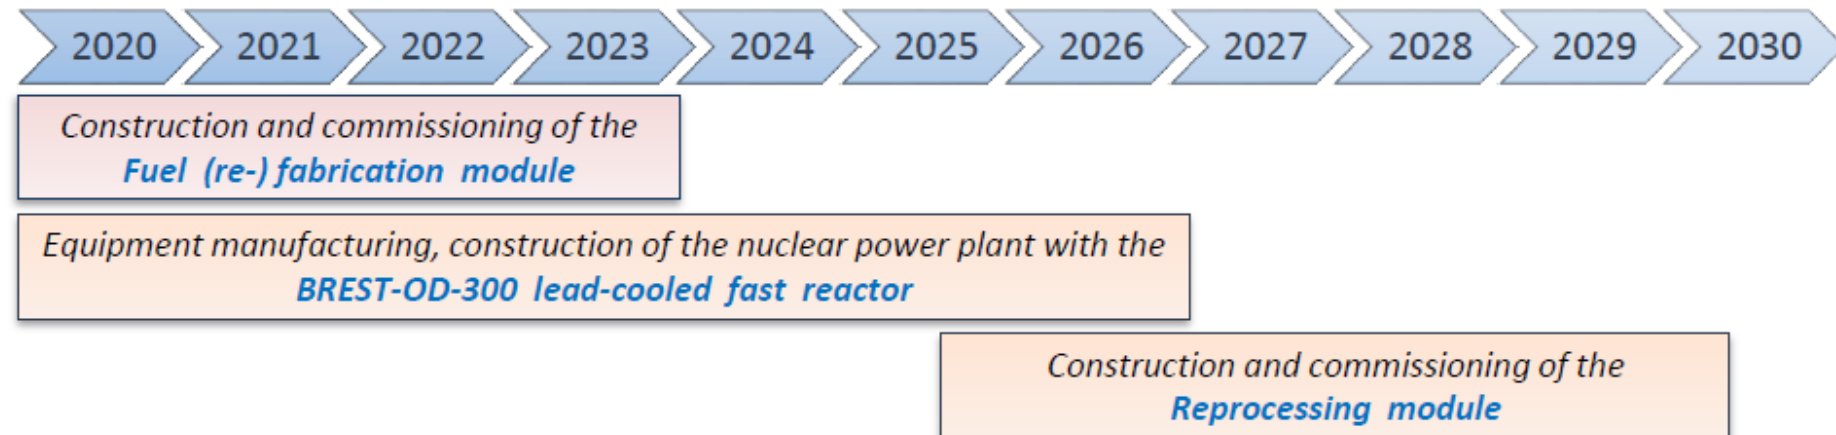 2020 2021 2022 2023 2024 2025 2026 2027 2028 2029 2030
Construction and commissioning of the
Fuel (re-) fabrication module
Equipment manufacturing, construction of the nuclear power plant with the
BREST-OD-300 lead-cooled fast reactor
Construction and commissioning of the
Reprocessing module